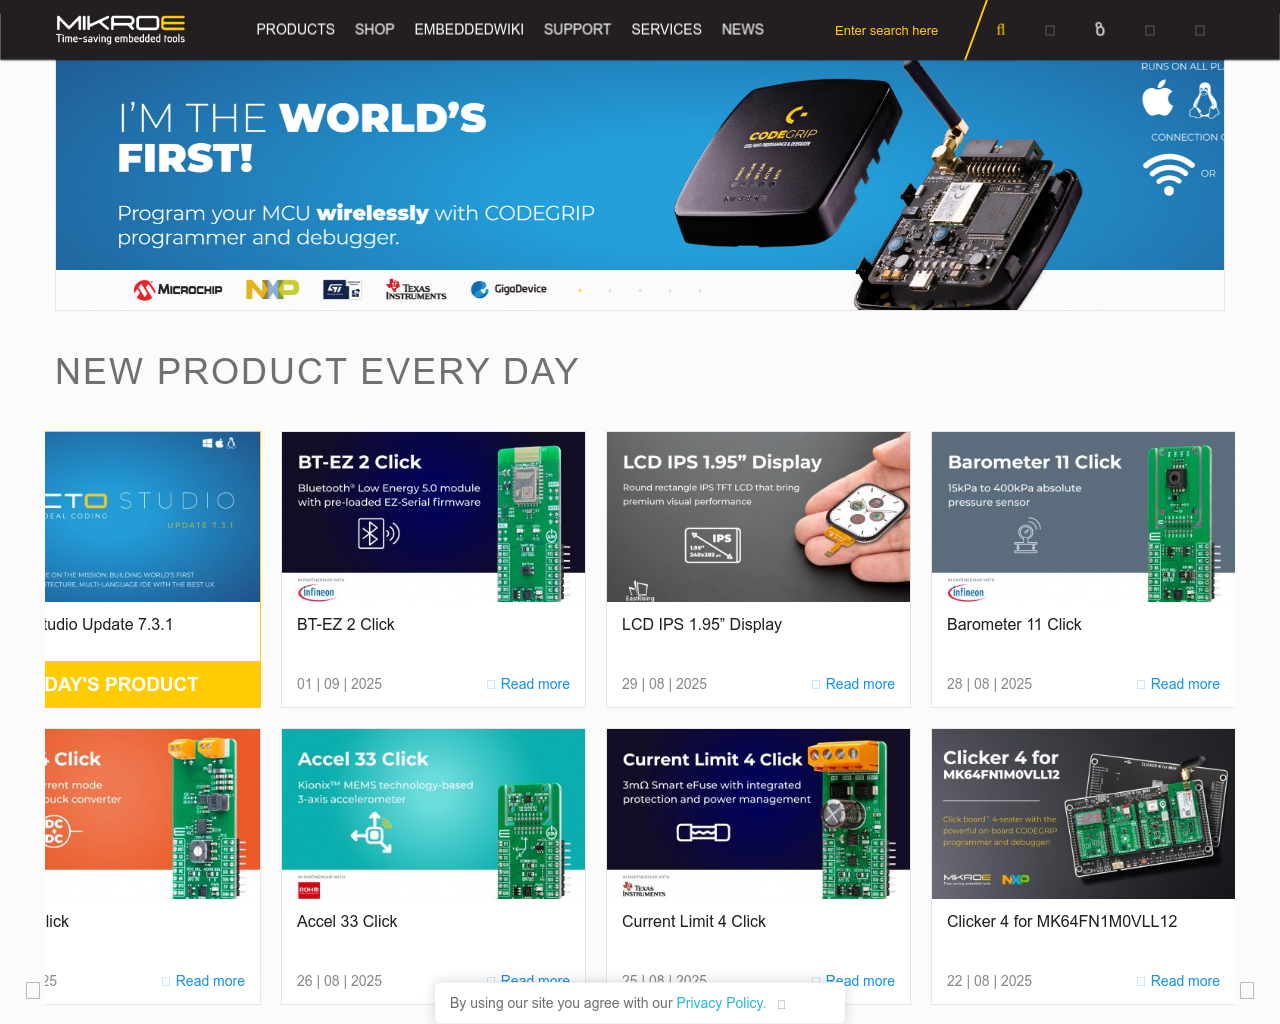 MIKROE
Time-saving embedded tools
PRODUCTS SHOP EMBEDDEDWIKI SUPPORT SERVICES NEWS
Enter search here
RUNS ON ALL PL
I'M THE WORLD'S
FIRST!
Program your MCU wirelessly with CODEGRIP
programmer and debugger.
CODEGRIP
CONNECTION
OR
MICROCHIP NXP ST TEXAS INSTRUMENTS GigaDevice
NEW PRODUCT EVERY DAY
CTO STUDIO
DEAL CODING
UPDATE 7.3.1
E ON THE MISSION: BUILDING WORLD'S FIRST
TECTURE, MULTI-LANGUAGE IDE WITH THE BEST UX
tudio Update 7.3.1
DAY'S PRODUCT
BT-EZ 2 Click
Bluetooth® Low Energy 5.0 module
with pre-loaded EZ-Serial firmware
IN PARTNERSHIP WITH
infineon
BT-EZ 2 Click
01 | 09 | 2025 Read more
LCD IPS 1.95” Display
Round rectangle IPS TFT LCD that bring
premium visual performance
IPS
1.95"
240x282 px
EastRising
LCD IPS 1.95” Display
29 | 08 | 2025 Read more
Barometer 11 Click
15kPa to 400kPa absolute
pressure sensor
IN PARTNERSHIP WITH
infineon
Barometer 11 Click
28 | 08 | 2025 Read more
4 Click
rrent mode
buck converter
DC
DC
lick
25 Read more
Accel 33 Click
Kionix™ MEMS technology-based
3-axis accelerometer
IN PARTNERSHIP WITH
ROHM
Accel 33 Click
26 | 08 | 2025 Read more
Current Limit 4 Click
3mΩ Smart eFuse with integrated
protection and power management
IN PARTNERSHIP WITH
TEXAS INSTRUMENTS
Current Limit 4 Click
25 | 08 | 2025 Read more
Clicker 4 for
MK64FN1M0VLL12
Click board™ 4-seater with the
powerful on-board CODEGRIP
programmer and debugger!
MIKROE NXP
Time-saving embedded tools
Clicker 4 for MK64FN1M0VLL12
22 | 08 | 2025 Read more
By using our site you agree with our Privacy Policy.